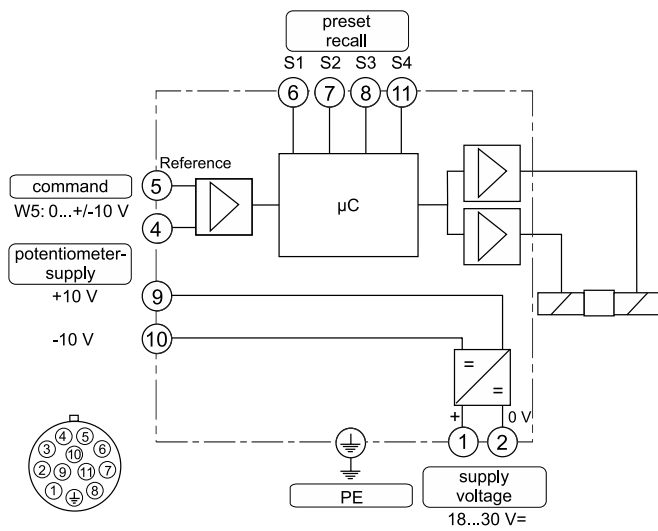 preset
recall
S1 S2 S3 S4
6 7 8 11
Reference
5
command
W5: 0...+/-10 V
4
µC
potentiometer-
supply
+10 V
9
-10 V
10
=
=
+ 0 V
1 2
PE
supply
voltage
18...30 V=
4 5
3 10 6
2 9 11 7
1 8